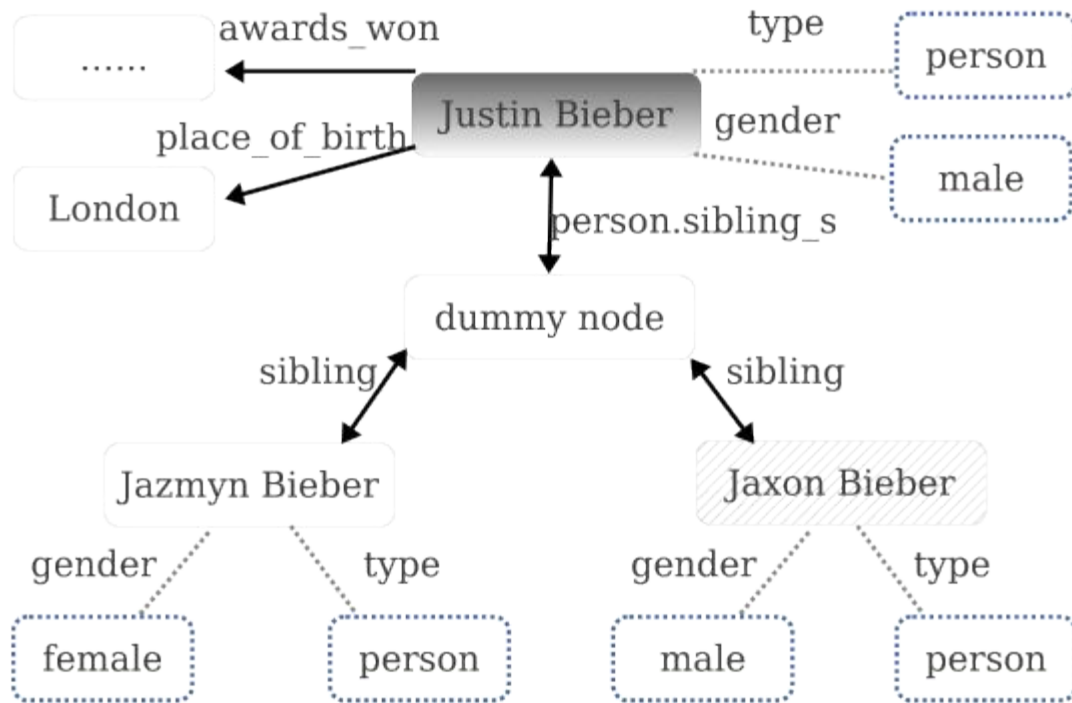 awards_won
type
......
person
Justin Bieber
gender
place_of_birth
male
London
person.sibling_s
dummy node
sibling
sibling
Jazmyn Bieber
Jaxon Bieber
gender
type
gender
type
female
person
male
person